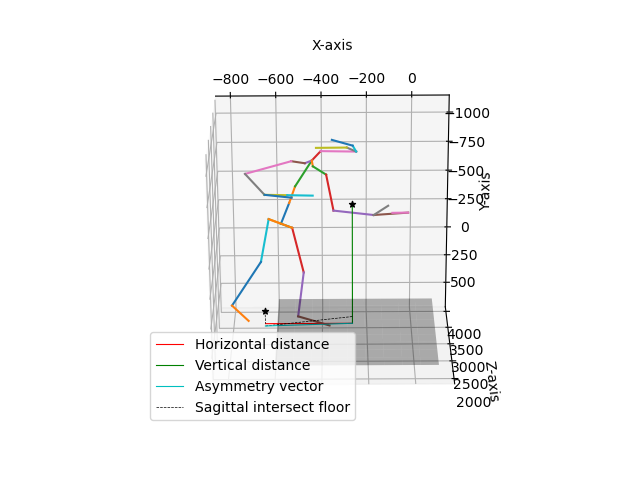 X-axis
−800 −600 −400 −200 0
−1000
−750
−500
−250
0
250
500
Y-axis
4000
3500
3000
2500
2000
Z-axis
Horizontal distance
Vertical distance
Asymmetry vector
Sagittal intersect floor